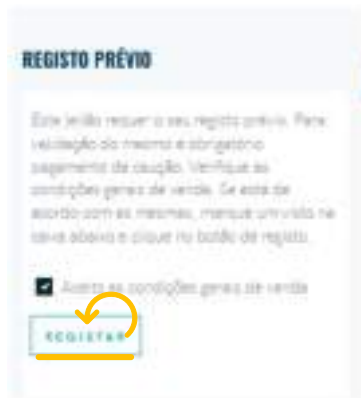 REGISTO PRÉVIO
Este leilão requer o seu registo prévio. Para
validação do mesmo é obrigatório
pagamento de caução. Verifique as
condições gerais de venda. Se está de
acordo com as mesmas, marque um visto na
caixa abaixo e clique no botão de registo.
Aceito as condições gerais de venda
REGISTAR